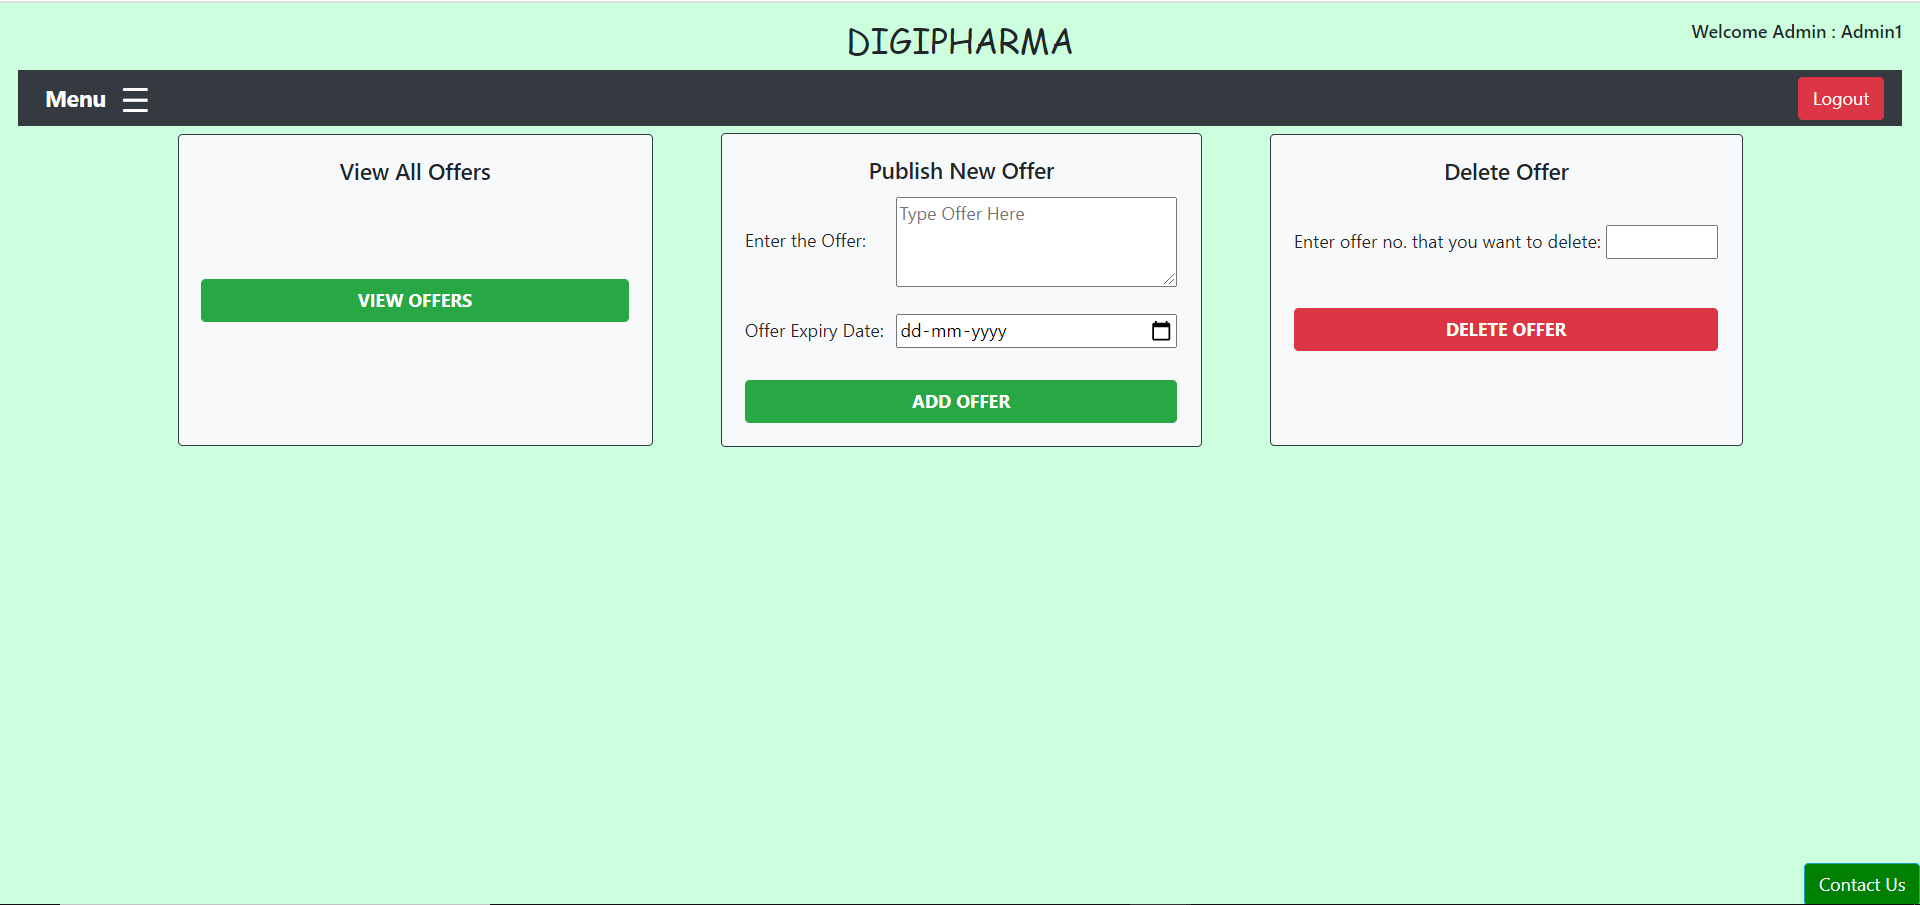 DIGIPHARMA
Welcome Admin : Admin1
Menu
Logout
View All Offers
VIEW OFFERS
Publish New Offer
Enter the Offer:
Type Offer Here
Offer Expiry Date:
dd-mm-yyyy
ADD OFFER
Delete Offer
Enter offer no. that you want to delete:
DELETE OFFER
Contact Us